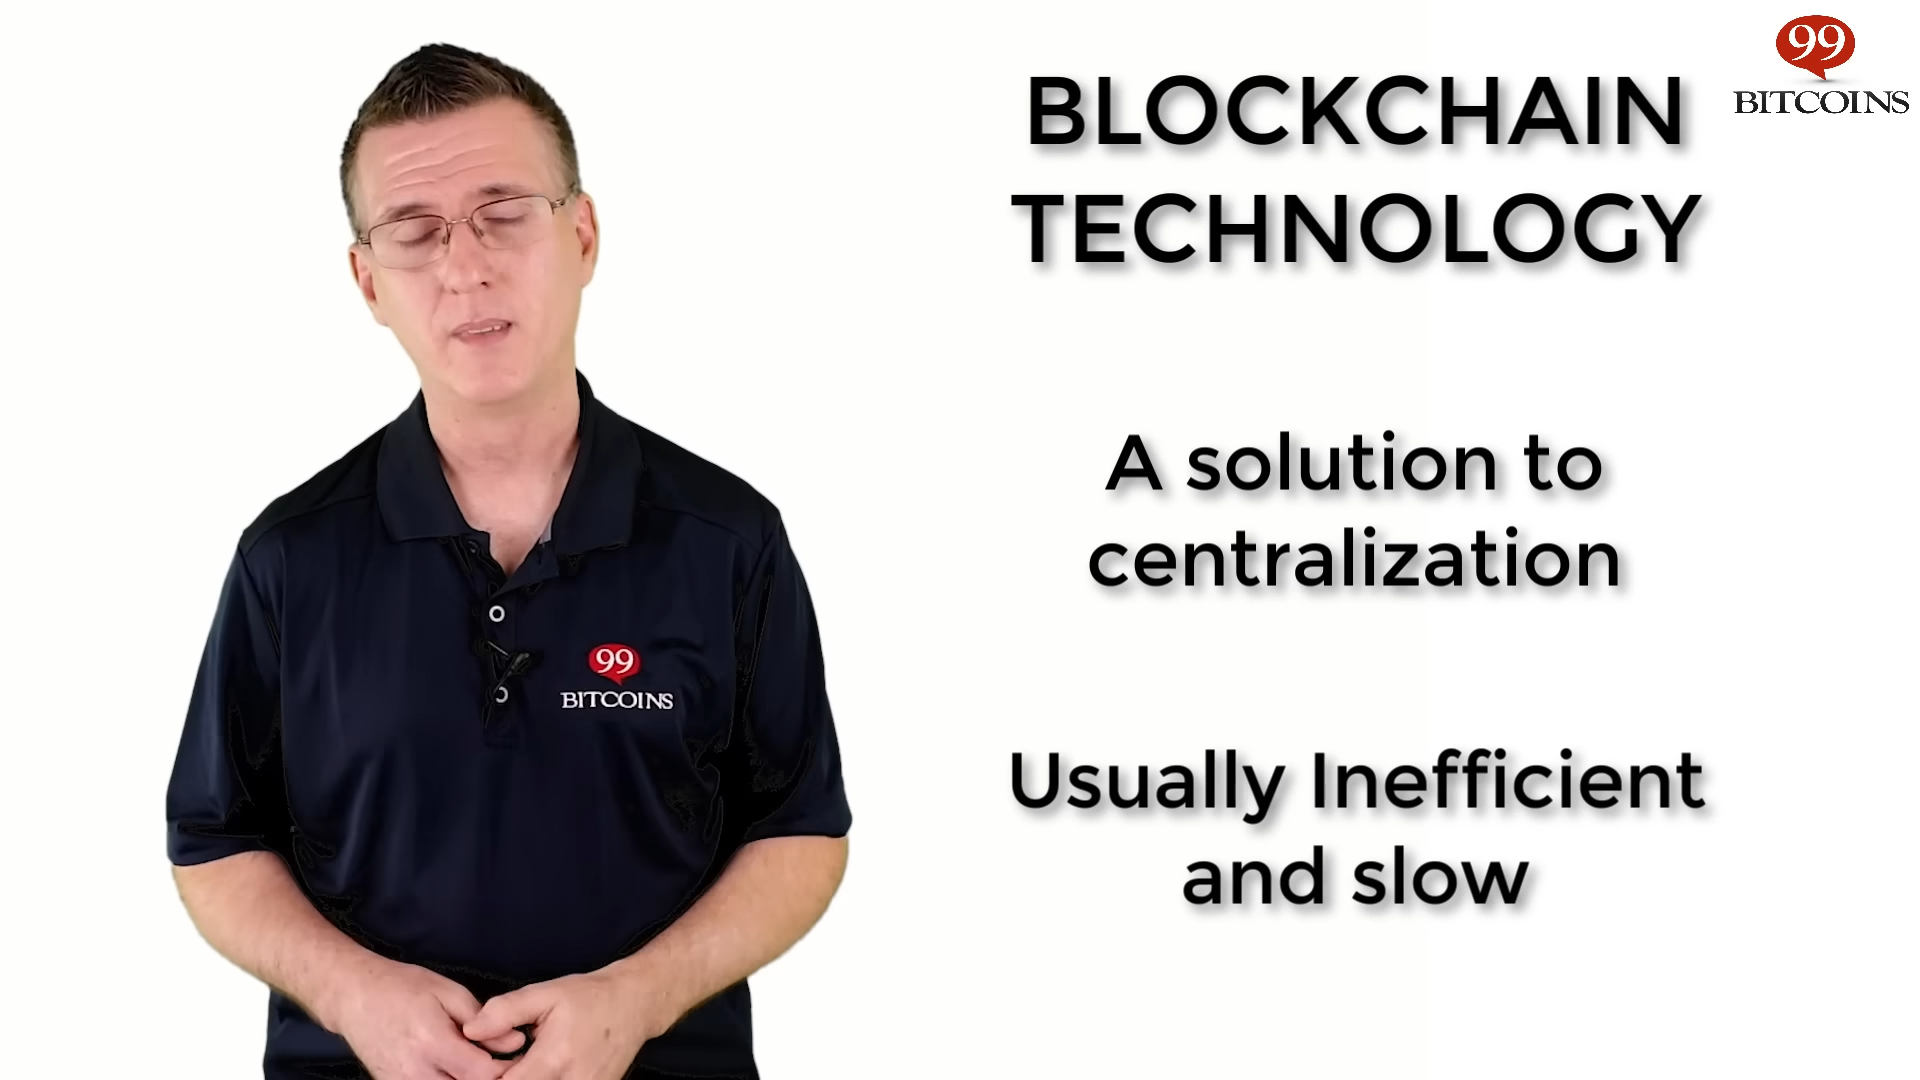 99
BITCOINS
BLOCKCHAIN
TECHNOLOGY
A solution to
centralization
Usually Inefficient
and slow
99
BITCOINS